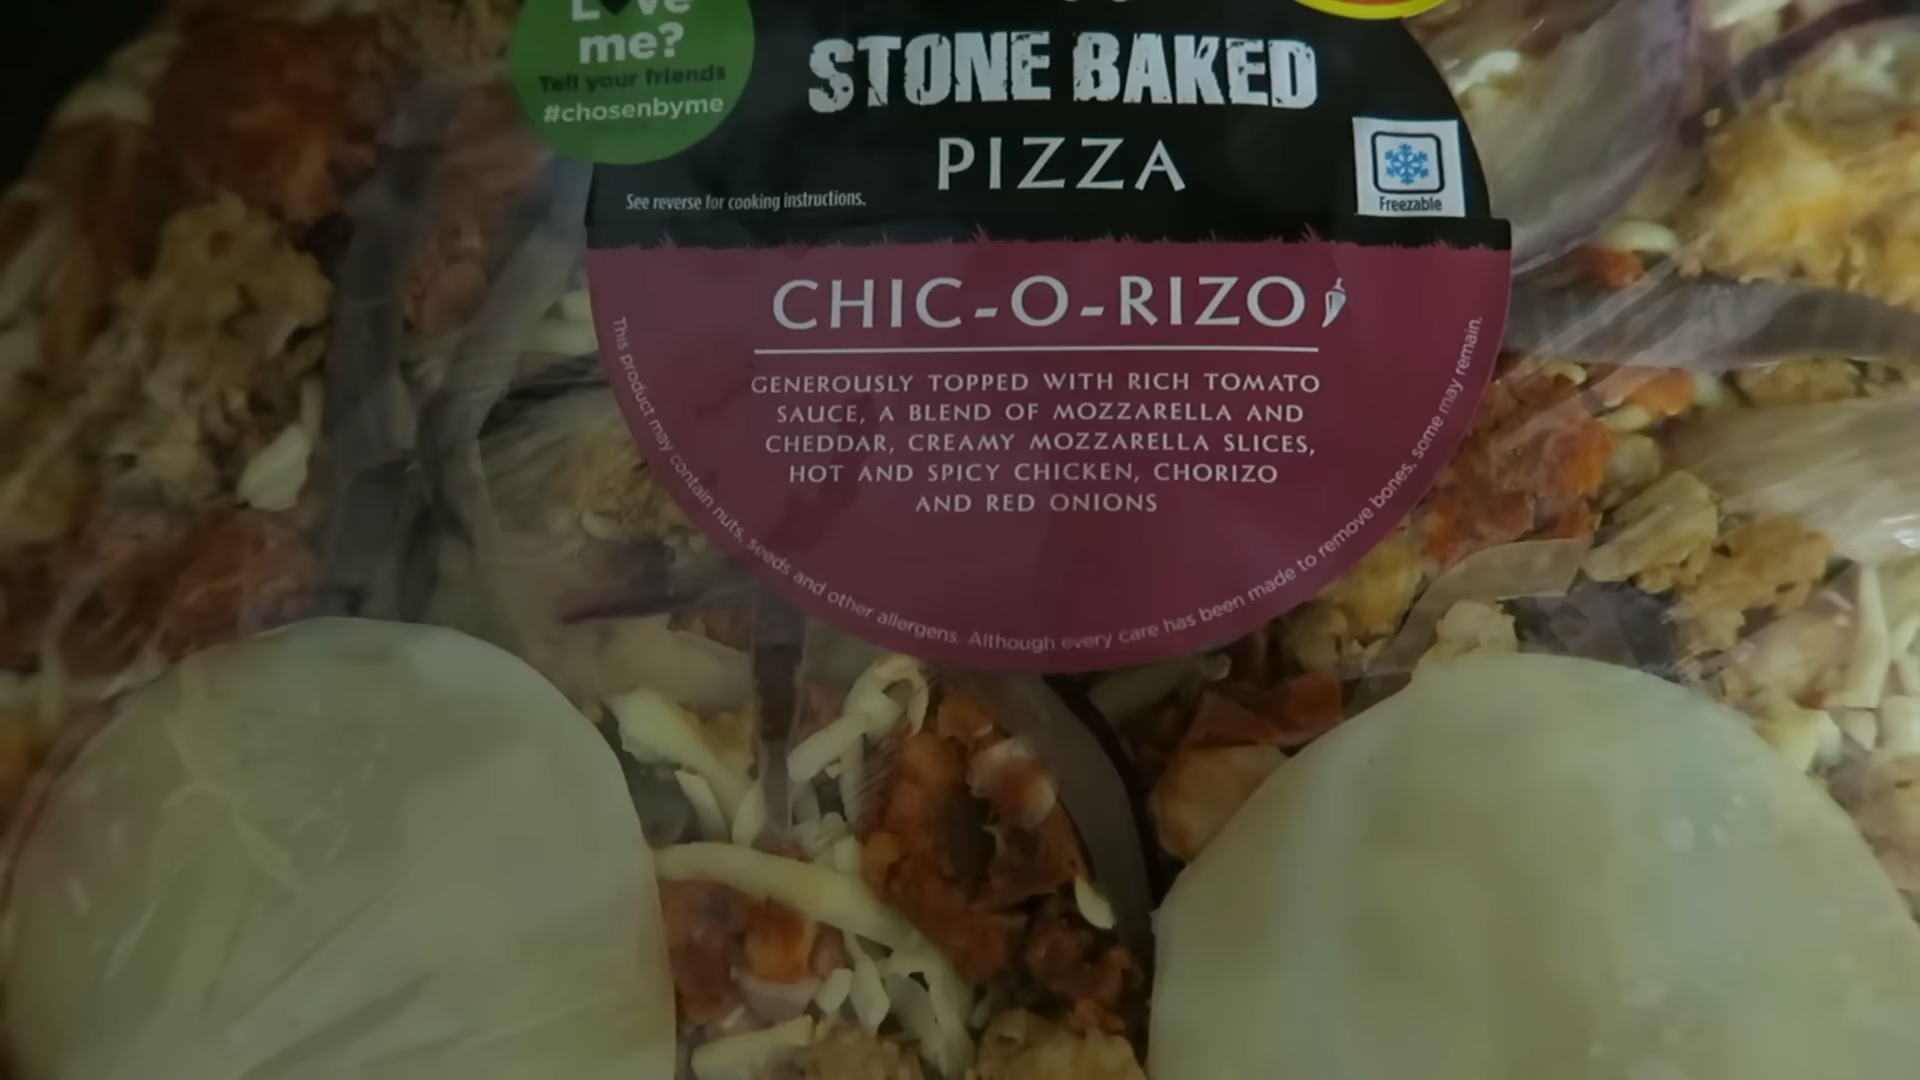 Love
me?
Tell your friends
#chosenbyme
STONE BAKED
PIZZA
See reverse for cooking instructions.
Freezable
CHIC-O-RIZO
GENEROUSLY TOPPED WITH RICH TOMATO
SAUCE, A BLEND OF MOZZARELLA AND
CHEDDAR, CREAMY MOZZARELLA SLICES,
HOT AND SPICY CHICKEN, CHORIZO
AND RED ONIONS
This product may contain nuts, seeds and other allergens. Although every care has been made to remove bones, some may remain.